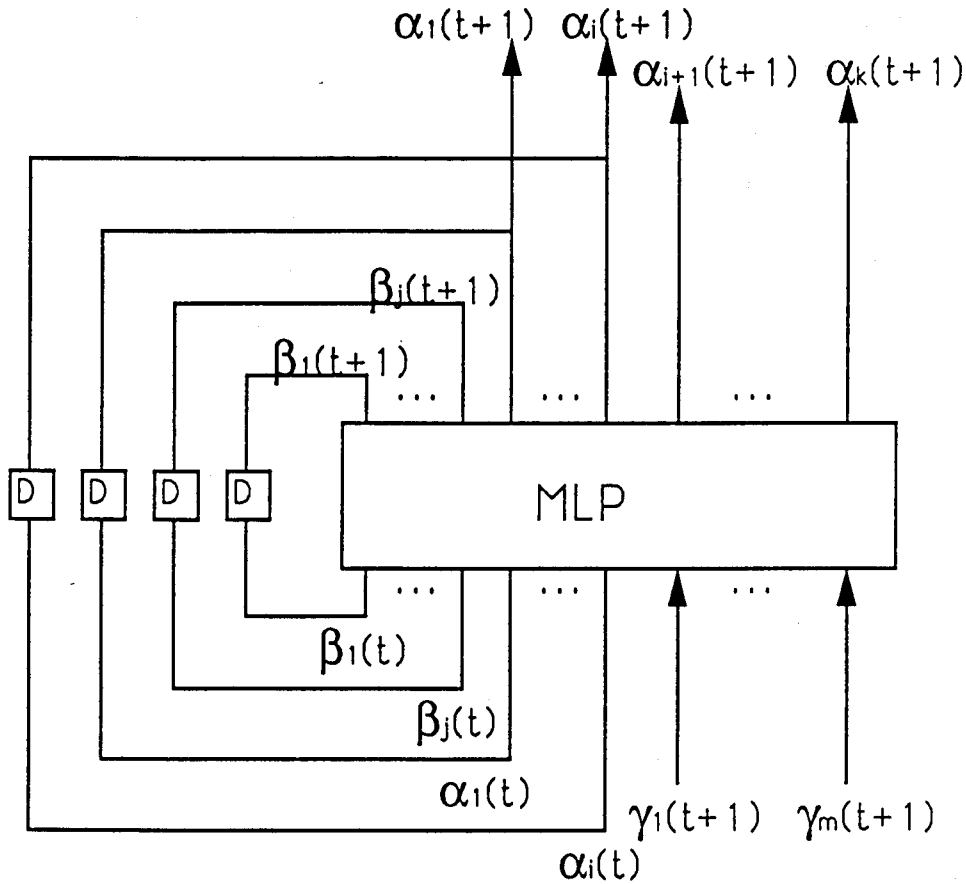 α1(t+1) αi(t+1)
αi+1(t+1) αk(t+1)
βj(t+1)
β1(t+1)
... ... ...
D D D D
MLP
... ... ...
β1(t)
βj(t)
α1(t)
γ1(t+1) γm(t+1)
αi(t)